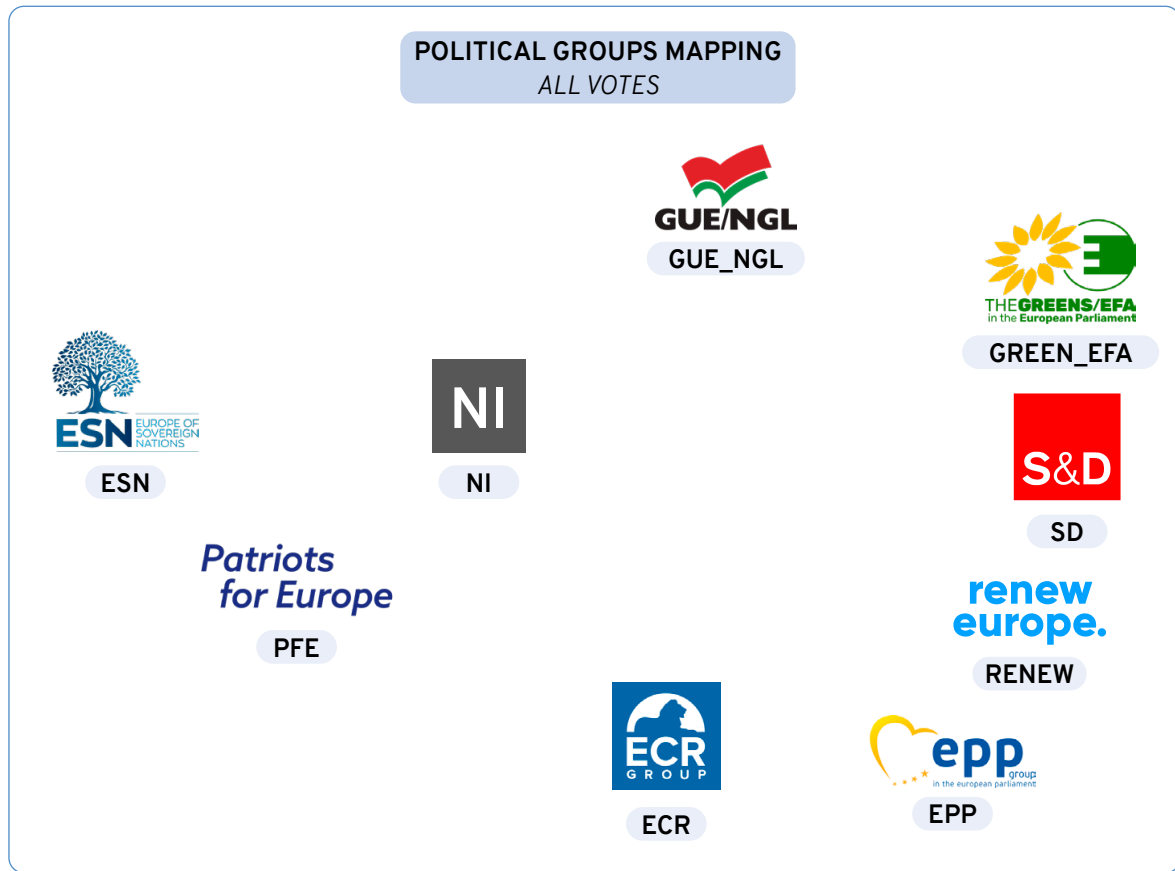 POLITICAL GROUPS MAPPING
ALL VOTES
GUE/NGL
GUE_NGL
THE GREENS/EFA
in the European Parliament
GREEN_EFA
ESN EUROPE OF
SOVEREIGN
NATIONS
ESN
NI
NI
S&D
SD
Patriots
for Europe
PFE
renew
europe.
RENEW
ECR
GROUP
ECR
epp
group
in the european parliament
EPP